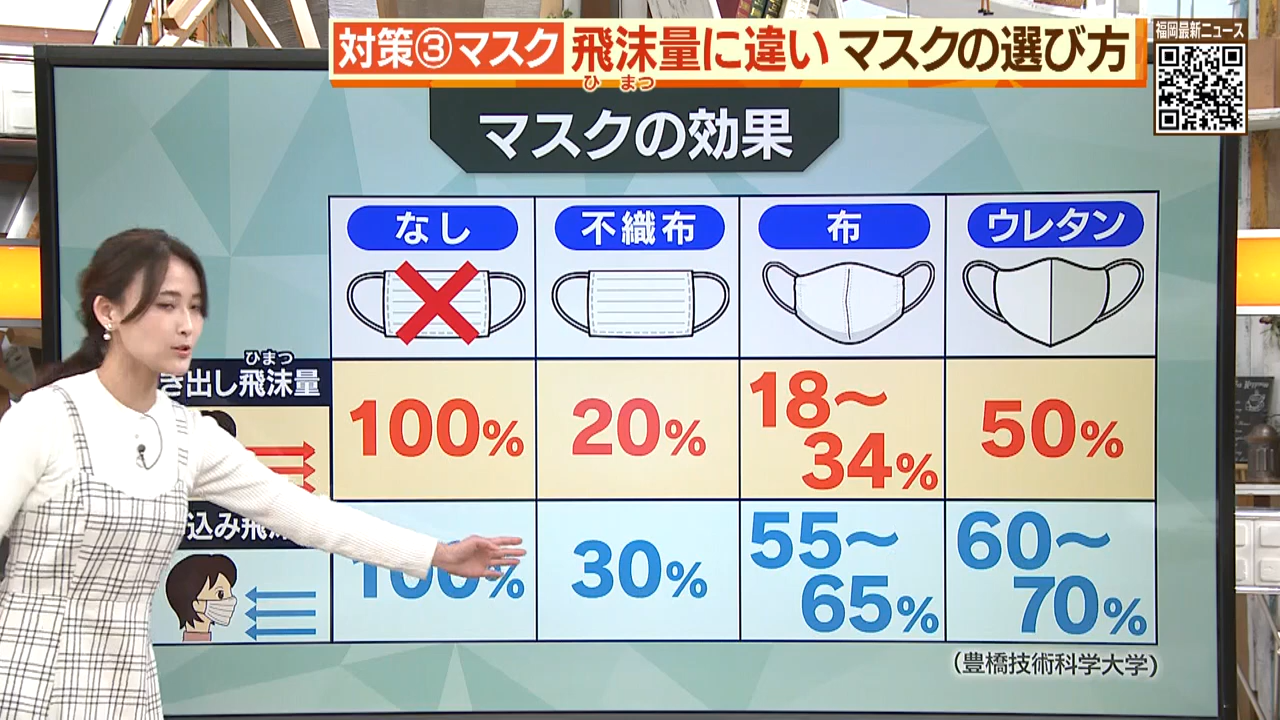 対策③マスク 飛沫量に違い マスクの選び方
ひまつ
福岡最新ニュース
マスクの効果
なし 不織布 布 ウレタン
ひまつ
き出し飛沫量
100% 20% 18～34% 50%
込み飛
100% 30% 55～65% 60～70%
(豊橋技術科学大学)